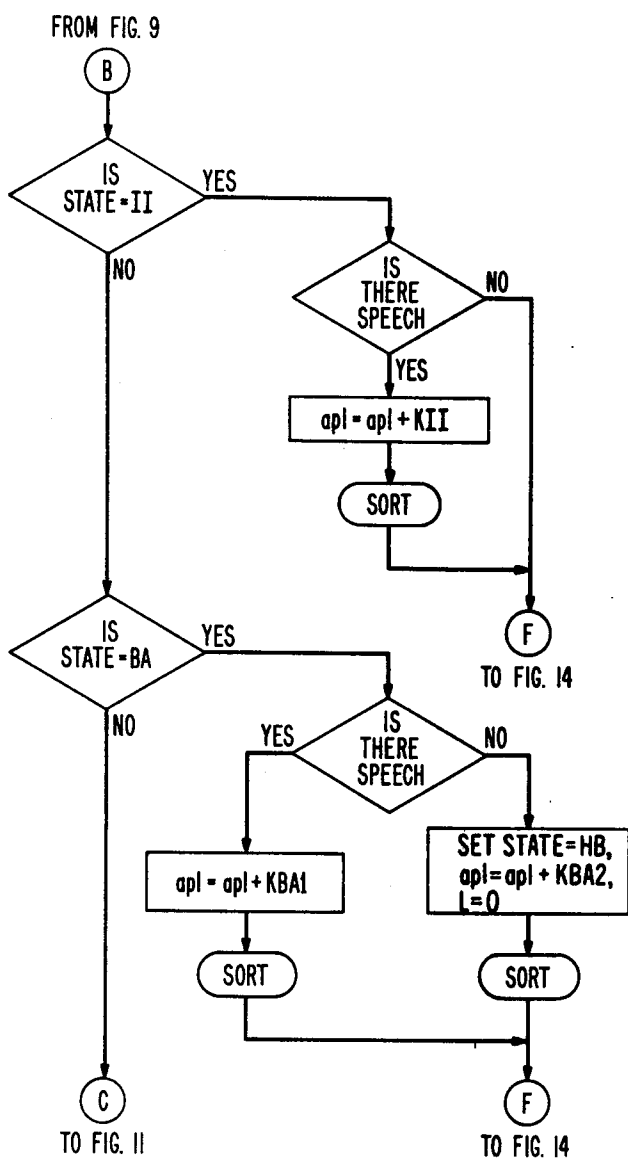 FROM FIG. 9
B
IS
STATE=II
YES
NO
IS
THERE
SPEECH
NO
YES
apl = apl + KII
SORT
F
TO FIG. 14
IS
STATE=BA
YES
NO
IS
THERE
SPEECH
YES
NO
apl = apl + KBA1
SET STATE=HB,
apl=apl + KBA2,
L=0
SORT
SORT
C
TO FIG. 11
F
TO FIG. 14